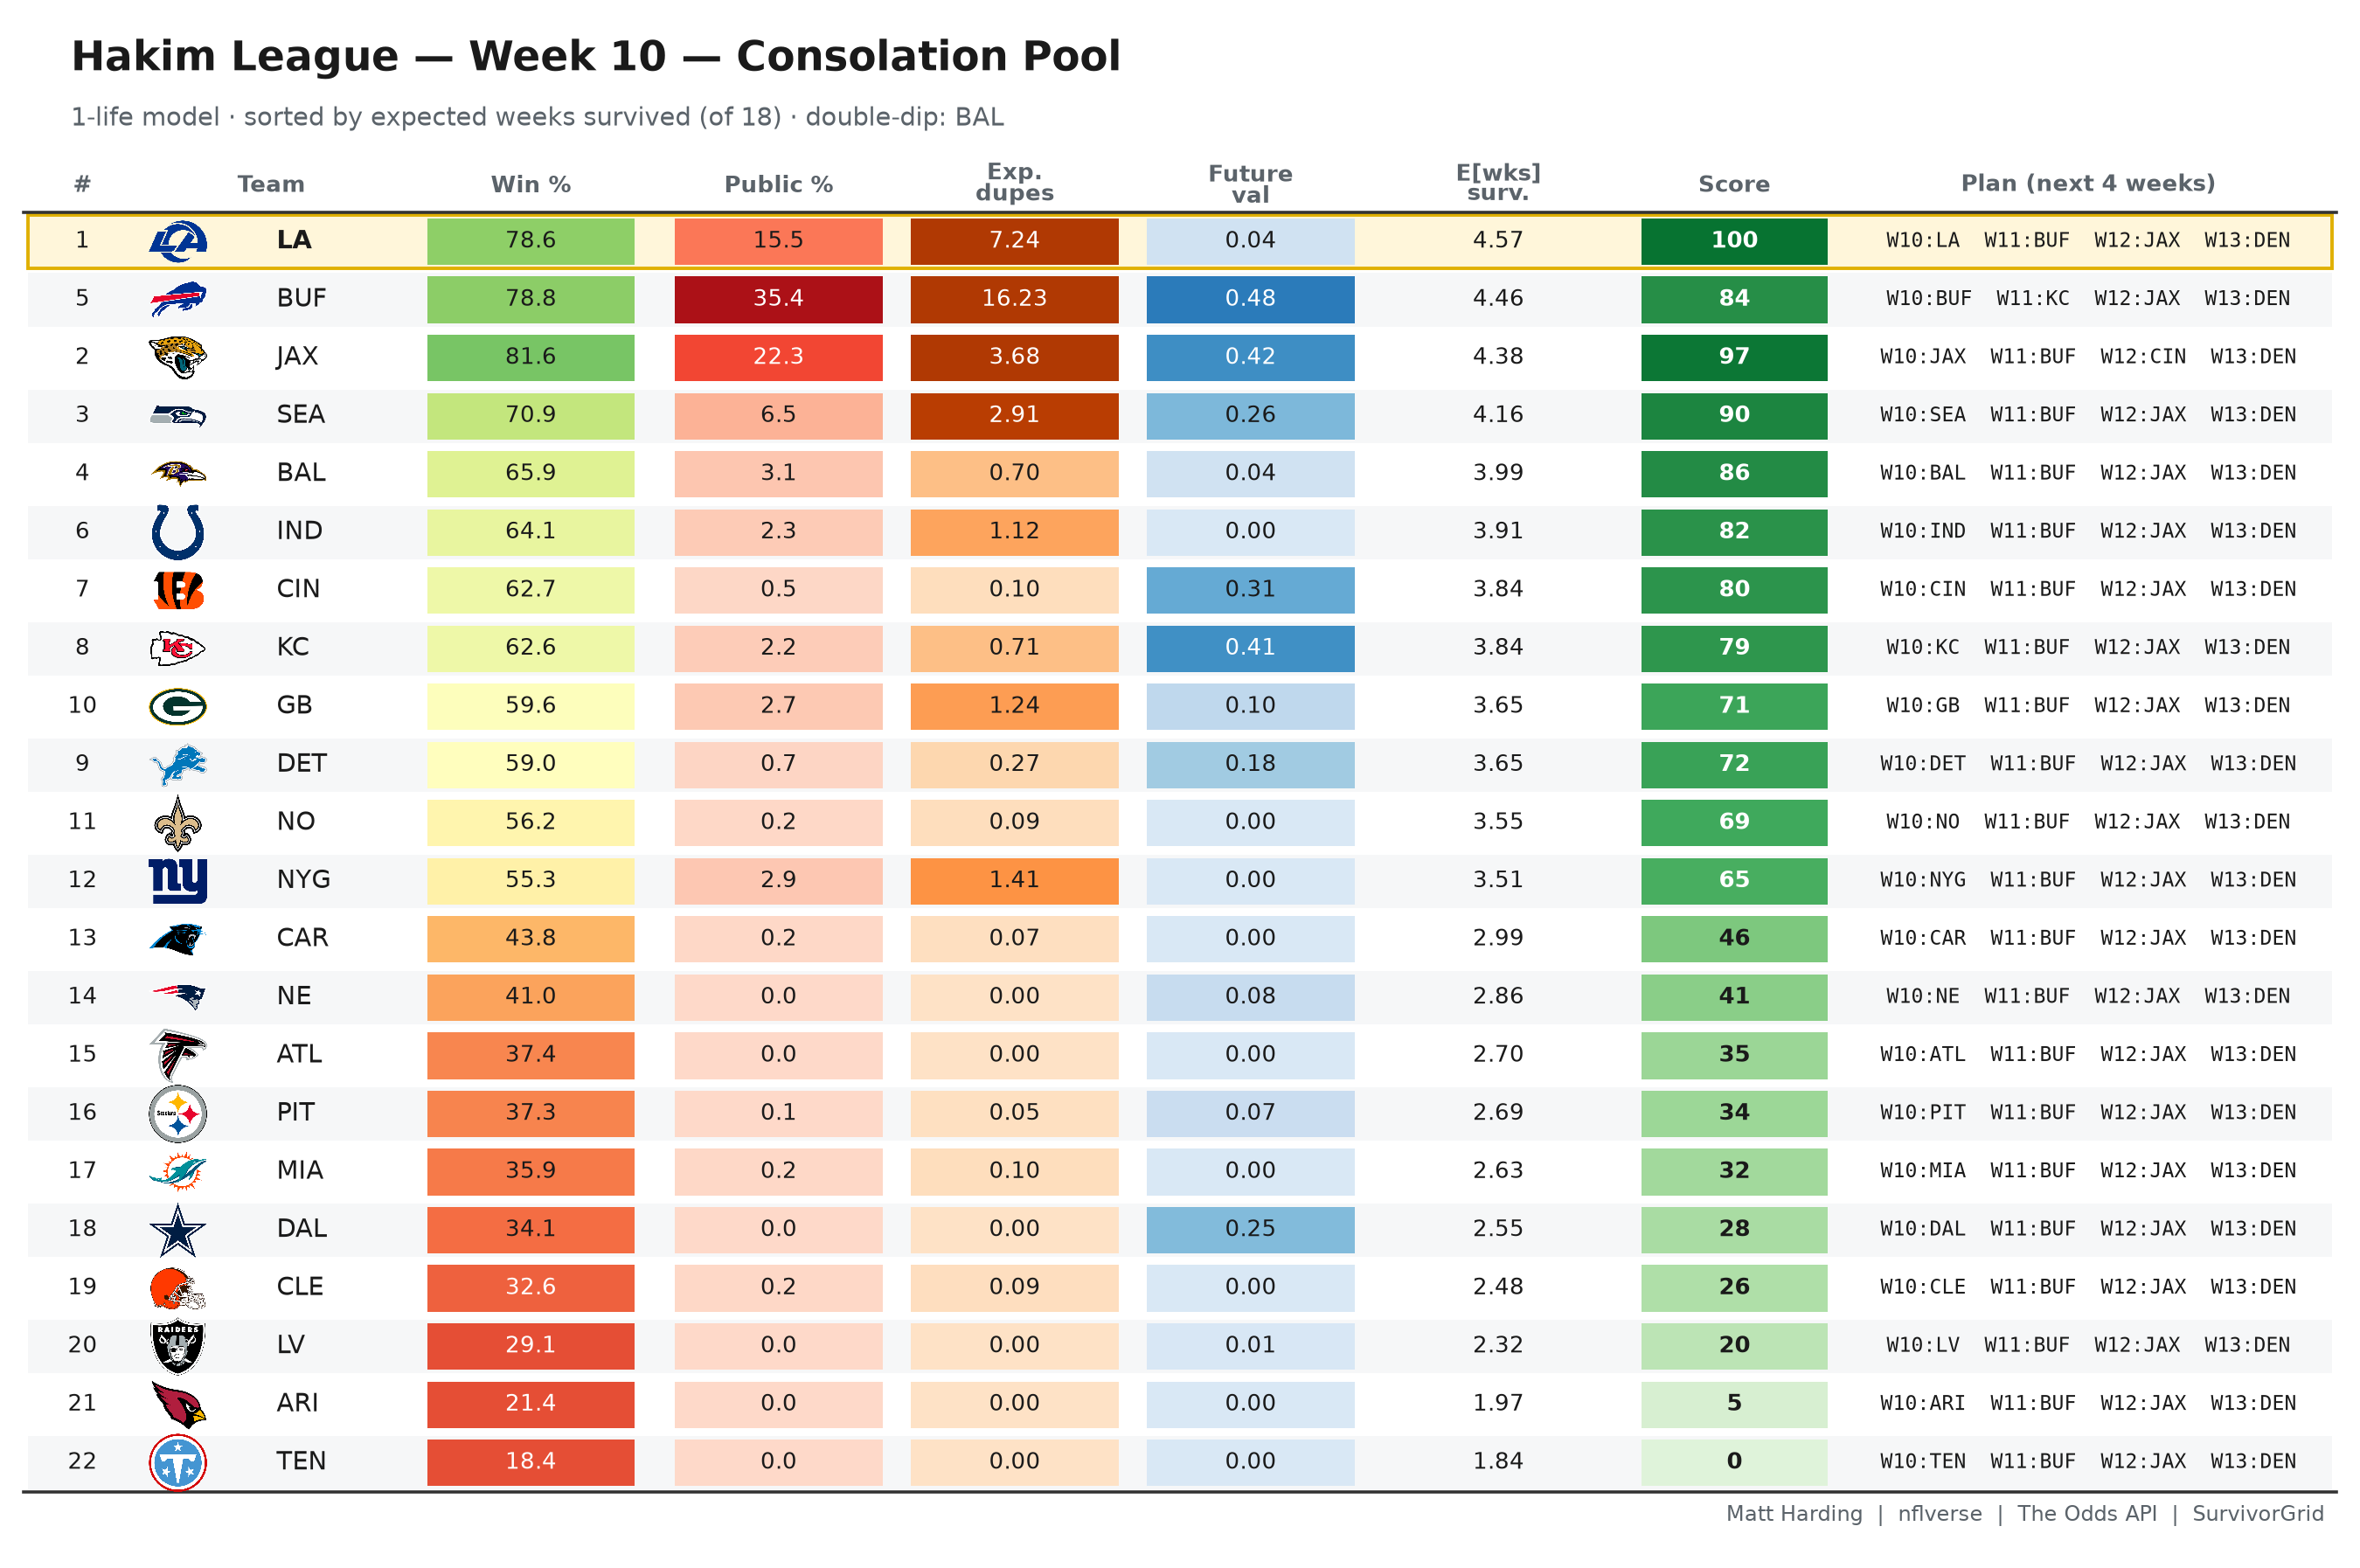 Hakim League — Week 10 — Consolation Pool
1-life model · sorted by expected weeks survived (of 18) · double-dip: BAL
# Team Win % Public % Exp. dupes Future val E[wks] surv. Score Plan (next 4 weeks)
1 LA 78.6 15.5 7.24 0.04 4.57 100 W10:LA W11:BUF W12:JAX W13:DEN
5 BUF 78.8 35.4 16.23 0.48 4.46 84 W10:BUF W11:KC W12:JAX W13:DEN
2 JAX 81.6 22.3 3.68 0.42 4.38 97 W10:JAX W11:BUF W12:CIN W13:DEN
3 SEA 70.9 6.5 2.91 0.26 4.16 90 W10:SEA W11:BUF W12:JAX W13:DEN
4 BAL 65.9 3.1 0.70 0.04 3.99 86 W10:BAL W11:BUF W12:JAX W13:DEN
6 IND 64.1 2.3 1.12 0.00 3.91 82 W10:IND W11:BUF W12:JAX W13:DEN
7 CIN 62.7 0.5 0.10 0.31 3.84 80 W10:CIN W11:BUF W12:JAX W13:DEN
8 KC 62.6 2.2 0.71 0.41 3.84 79 W10:KC W11:BUF W12:JAX W13:DEN
10 GB 59.6 2.7 1.24 0.10 3.65 71 W10:GB W11:BUF W12:JAX W13:DEN
9 DET 59.0 0.7 0.27 0.18 3.65 72 W10:DET W11:BUF W12:JAX W13:DEN
11 NO 56.2 0.2 0.09 0.00 3.55 69 W10:NO W11:BUF W12:JAX W13:DEN
12 NYG 55.3 2.9 1.41 0.00 3.51 65 W10:NYG W11:BUF W12:JAX W13:DEN
13 CAR 43.8 0.2 0.07 0.00 2.99 46 W10:CAR W11:BUF W12:JAX W13:DEN
14 NE 41.0 0.0 0.00 0.08 2.86 41 W10:NE W11:BUF W12:JAX W13:DEN
15 ATL 37.4 0.0 0.00 0.00 2.70 35 W10:ATL W11:BUF W12:JAX W13:DEN
16 PIT 37.3 0.1 0.05 0.07 2.69 34 W10:PIT W11:BUF W12:JAX W13:DEN
17 MIA 35.9 0.2 0.10 0.00 2.63 32 W10:MIA W11:BUF W12:JAX W13:DEN
18 DAL 34.1 0.0 0.00 0.25 2.55 28 W10:DAL W11:BUF W12:JAX W13:DEN
19 CLE 32.6 0.2 0.09 0.00 2.48 26 W10:CLE W11:BUF W12:JAX W13:DEN
20 LV 29.1 0.0 0.00 0.01 2.32 20 W10:LV W11:BUF W12:JAX W13:DEN
21 ARI 21.4 0.0 0.00 0.00 1.97 5 W10:ARI W11:BUF W12:JAX W13:DEN
22 TEN 18.4 0.0 0.00 0.00 1.84 0 W10:TEN W11:BUF W12:JAX W13:DEN
Matt Harding | nflverse | The Odds API | SurvivorGrid